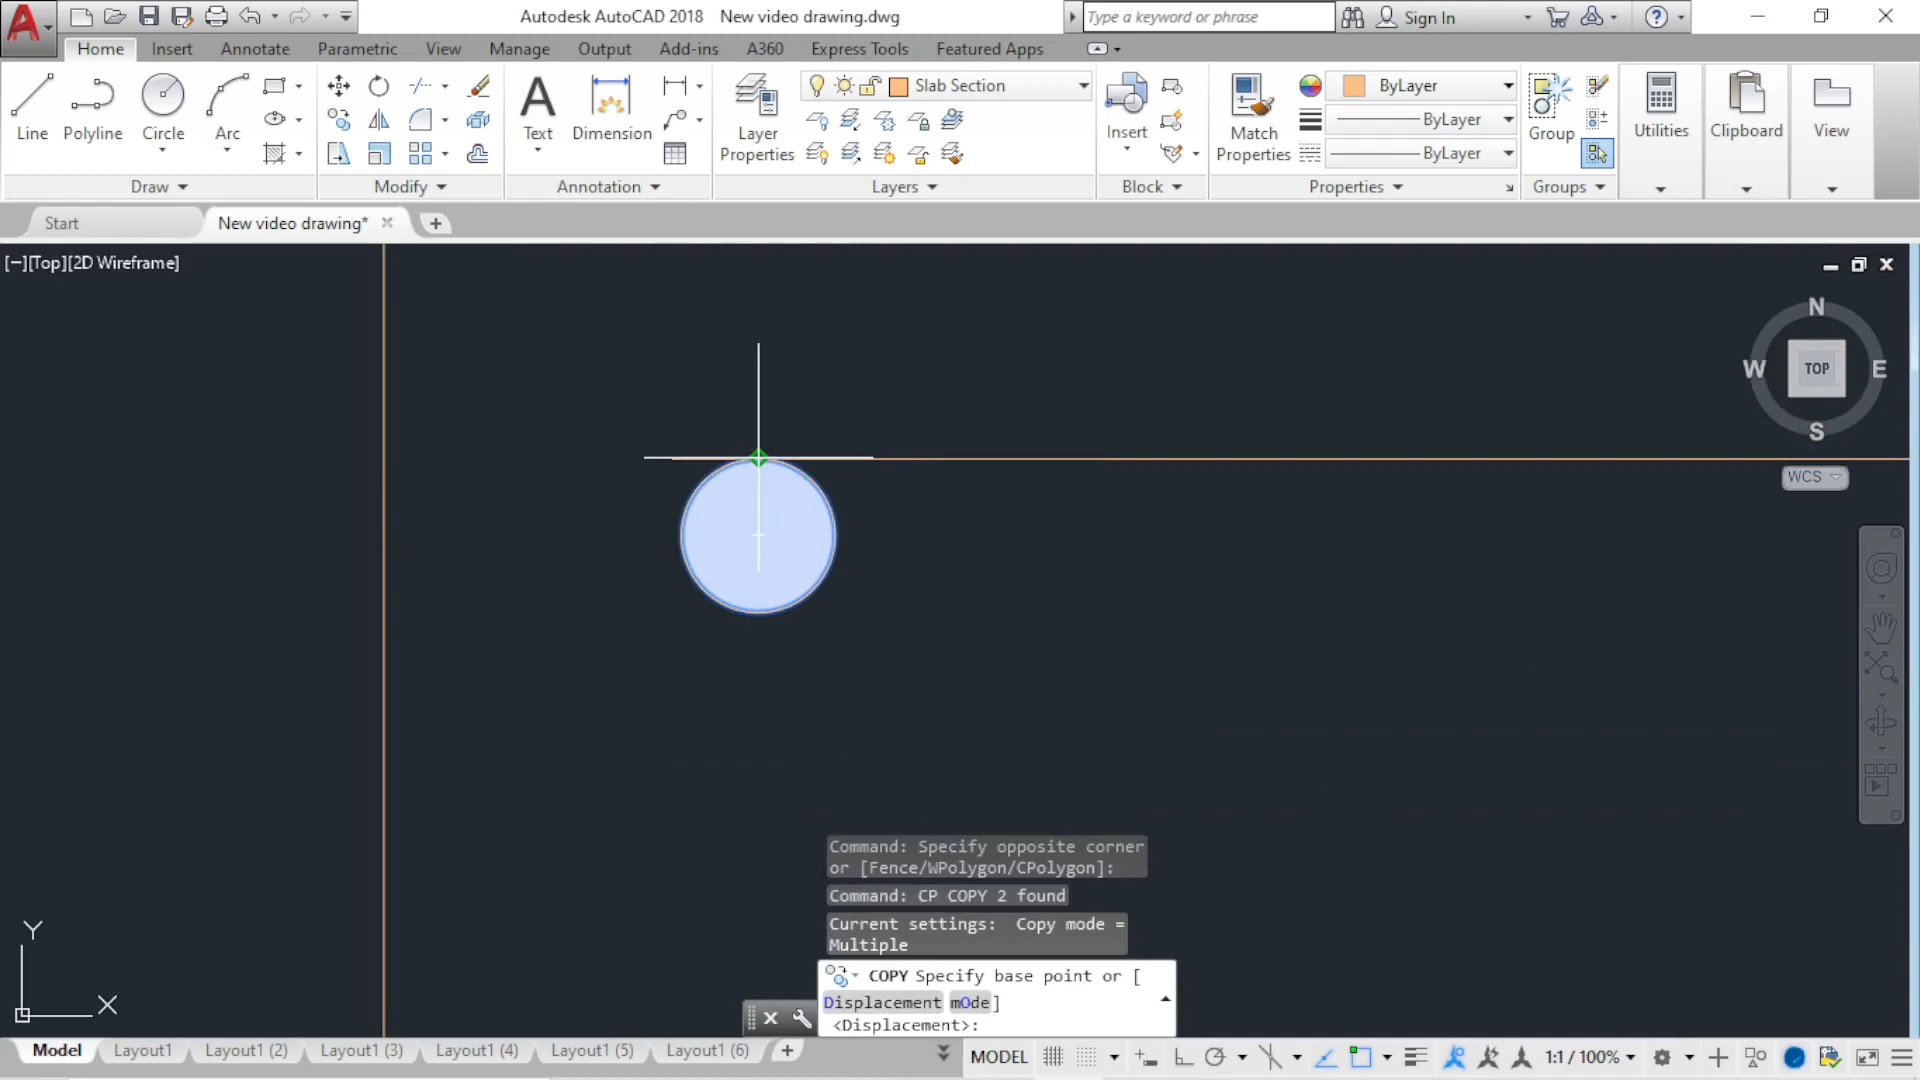 Autodesk AutoCAD 2018 New video drawing.dwg
Type a keyword or phrase
Sign In
Home Insert Annotate Parametric View Manage Output Add-ins A360 Express Tools Featured Apps
Line Polyline Circle Arc
Text Dimension
Layer Properties
Slab Section
Insert
Match Properties
ByLayer
ByLayer
ByLayer
Group
Utilities
Clipboard
View
Draw Modify Annotation Layers Block Properties Groups
Start New video drawing*
[−][Top][2D Wireframe]
N
W TOP E
S
WCS
Command: Specify opposite corner
or [Fence/WPolygon/CPolygon]:
Command: CP COPY 2 found
Current settings: Copy mode =
Multiple
COPY Specify base point or [
Displacement mOde]
<Displacement>:
Y
X
Model Layout1 Layout1 (2) Layout1 (3) Layout1 (4) Layout1 (5) Layout1 (6)
MODEL 1:1 / 100%